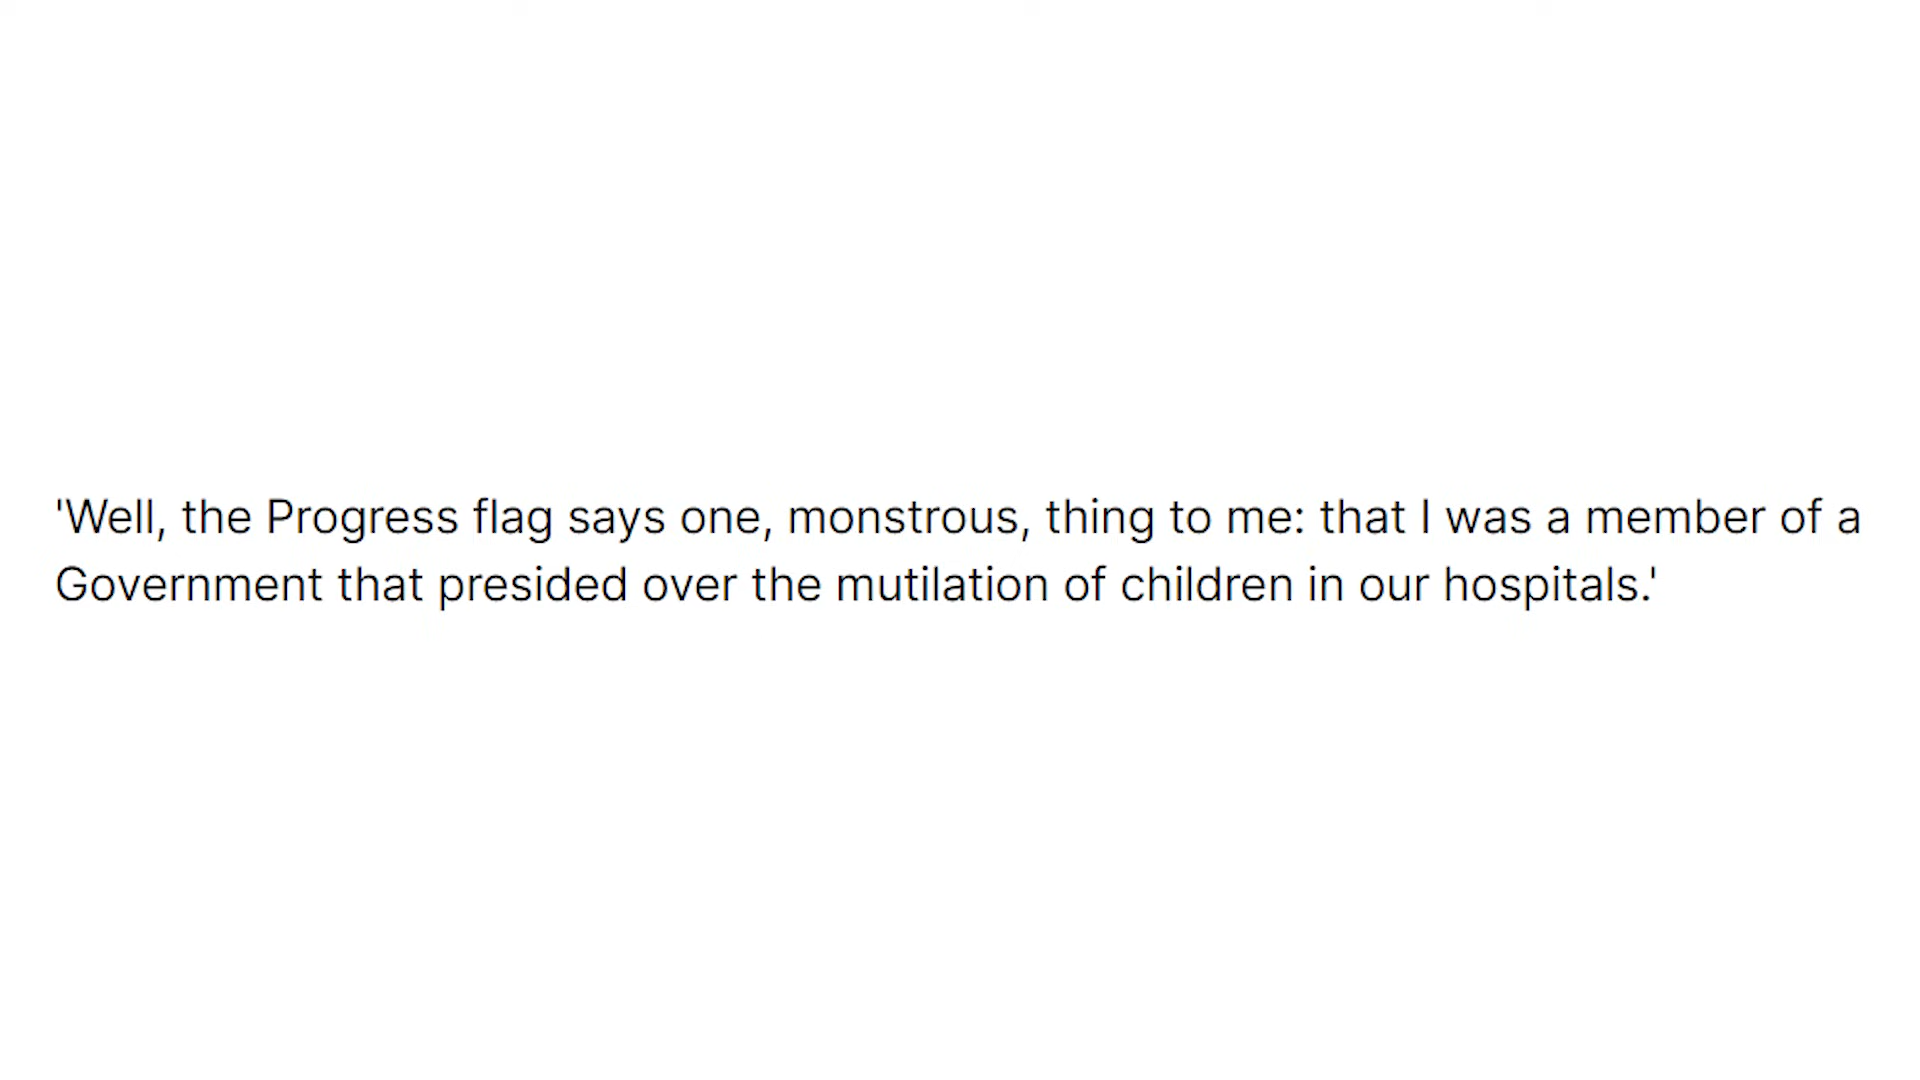 'Well, the Progress flag says one, monstrous, thing to me: that I was a member of a
Government that presided over the mutilation of children in our hospitals.'